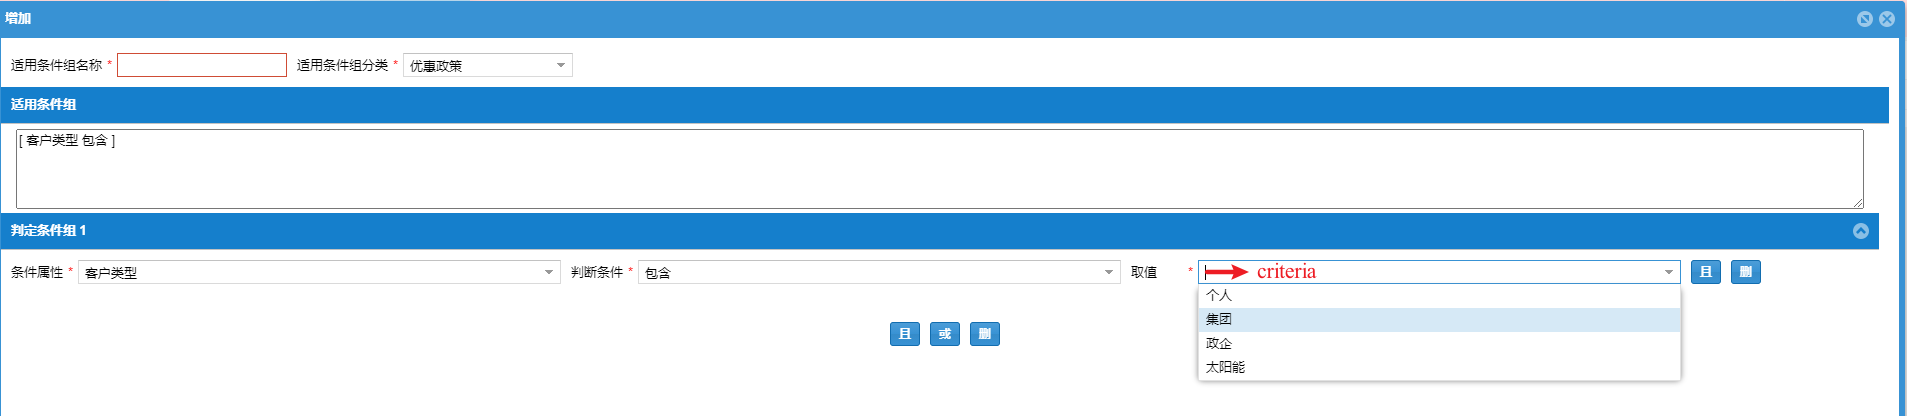 增加
适用条件组名称 * 适用条件组分类 * 优惠政策
适用条件组
[ 客户类型 包含 ]
判定条件组 1
条件属性 * 客户类型 判断条件 * 包含 取值 * criteria 且 删
个人
集团
政企
太阳能
且 或 删